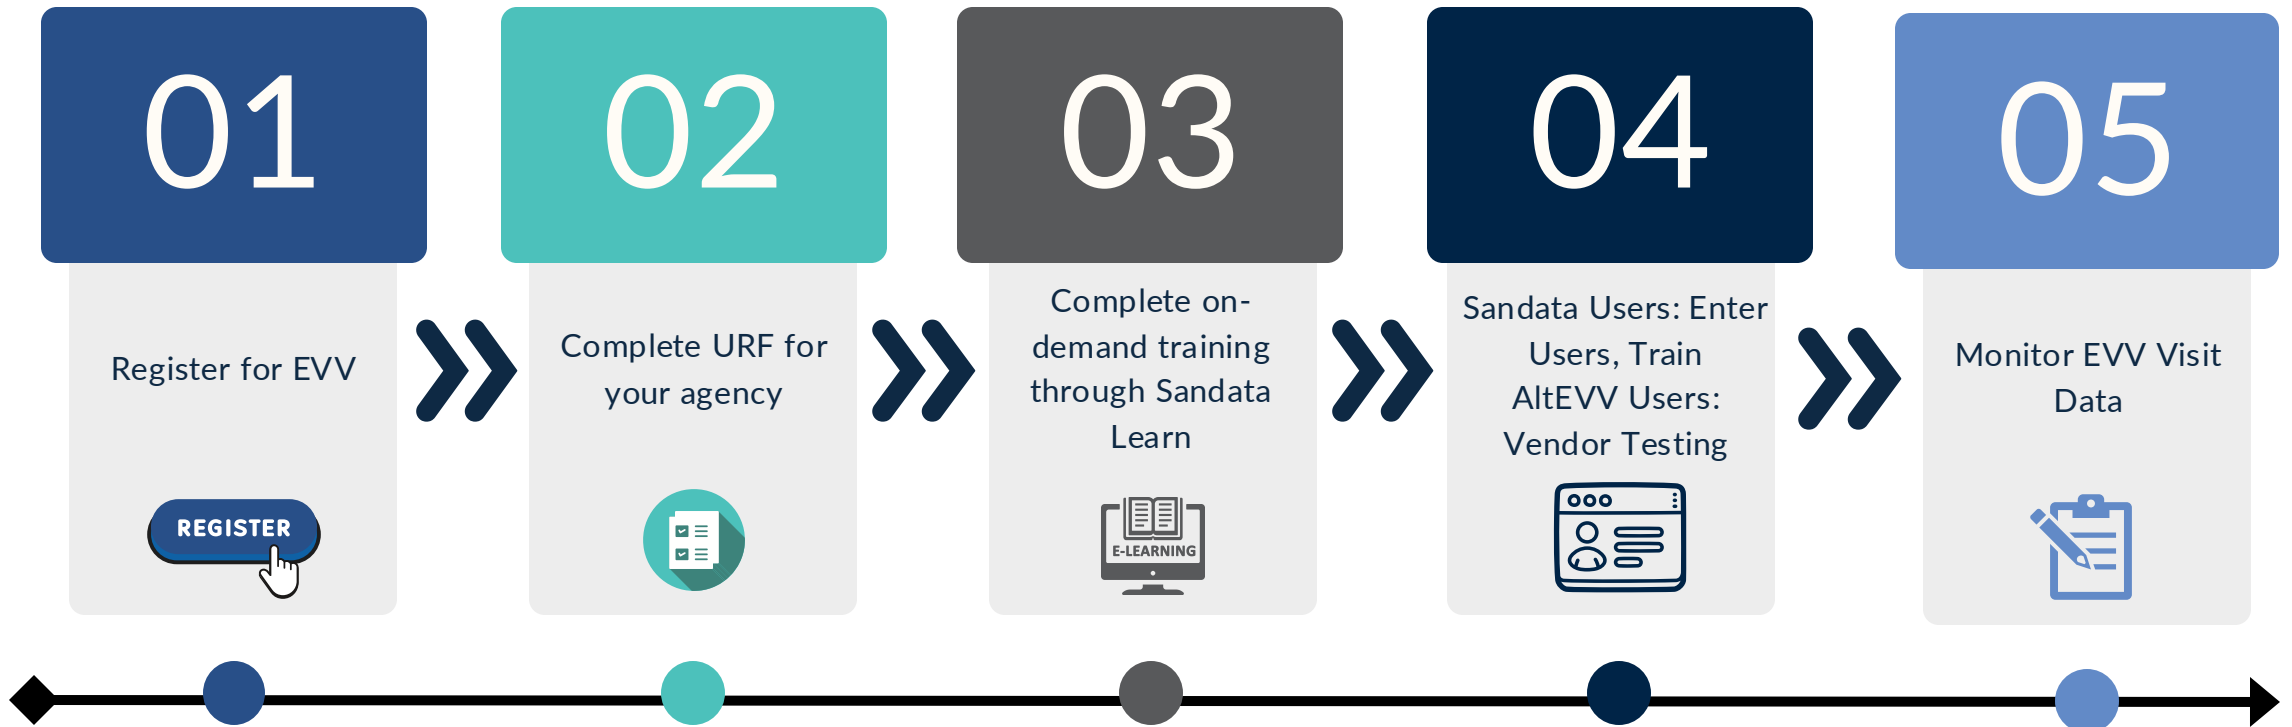 01
Register for EVV
REGISTER
02
Complete URF for
your agency
03
Complete on-
demand training
through Sandata
Learn
E-LEARNING
04
Sandata Users: Enter
Users, Train
AltEVV Users:
Vendor Testing
05
Monitor EVV Visit
Data